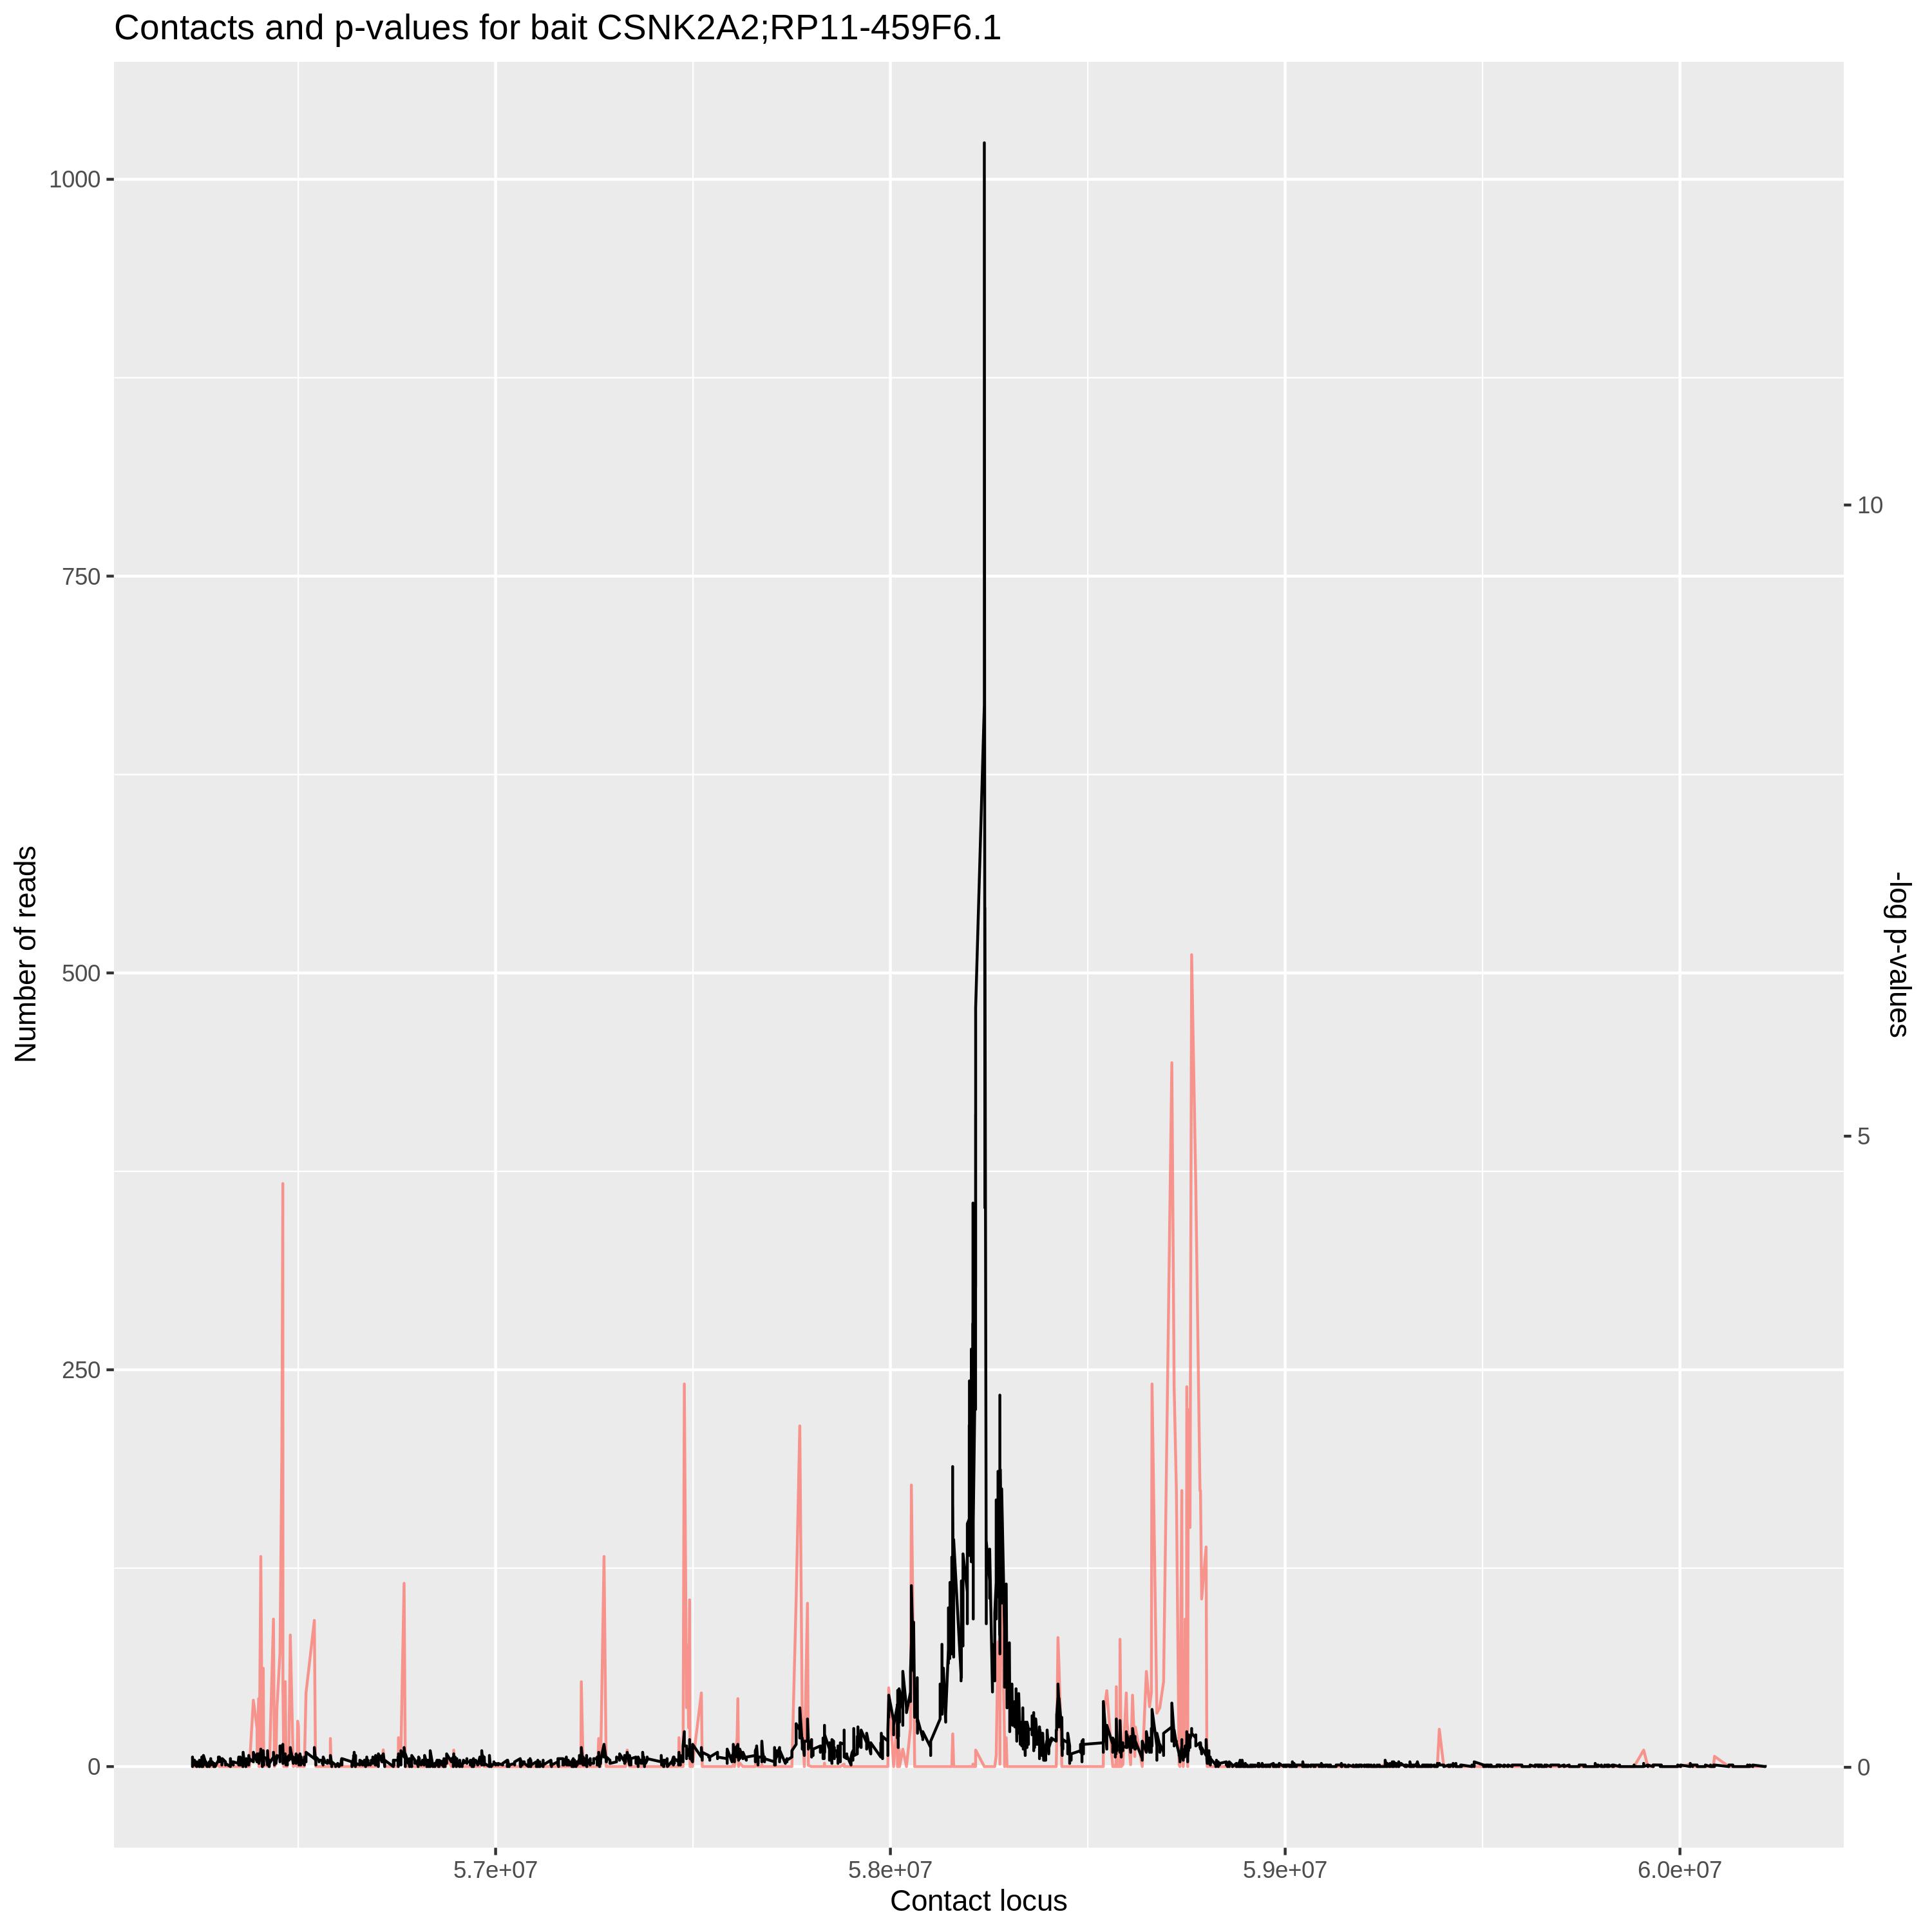 Contacts and p-values for bait CSNK2A2;RP11-459F6.1
1000
750
500
250
0
Number of reads
10
5
0
-log p-values
5.7e+07
5.8e+07
5.9e+07
6.0e+07
Contact locus